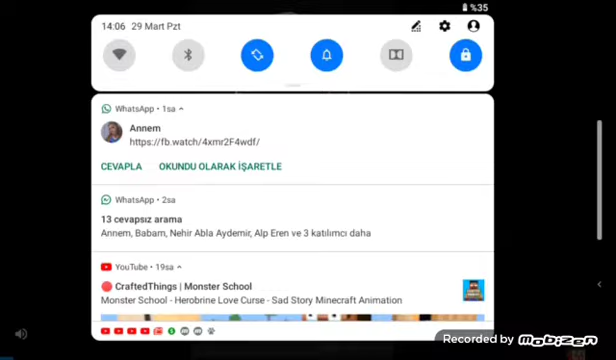 %35
14:06 29 Mart Pzt
WhatsApp • 1sa
Annem
https://fb.watch/4xmr2F4wdf/
CEVAPLA OKUNDU OLARAK İŞARETLE
WhatsApp • 2sa
13 cevapsız arama
Annem, Babam, Nehir Abla Aydemir, Alp Eren ve 3 katılımcı daha
YouTube • 19sa
CraftedThings | Monster School
Monster School - Herobrine Love Curse - Sad Story Minecraft Animation
Recorded by Mobizen